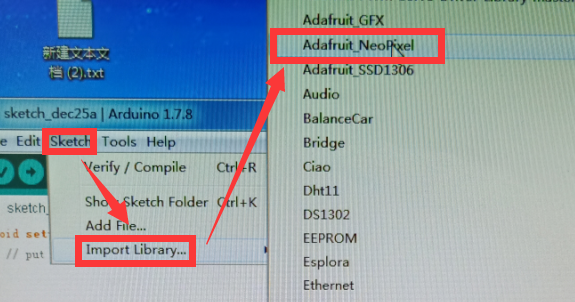 新建文本文
档 (2).txt
sketch_dec25a | Arduino 1.7.8
e Edit Sketch Tools Help
Verify / Compile Ctrl+R
Show Sketch Folder Ctrl+K
Add File...
Import Library...
sketch_
oid set
// put
Adafruit_GFX
Adafruit_NeoPixel
Adafruit_SSD1306
Audio
BalanceCar
Bridge
Ciao
Dht11
DS1302
EEPROM
Esplora
Ethernet